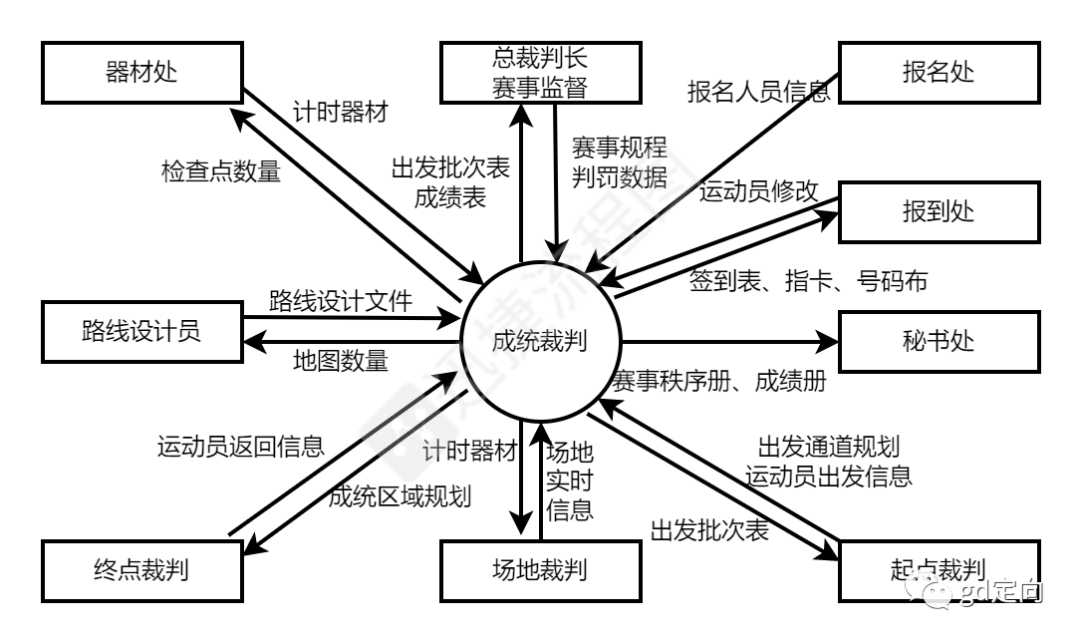 器材处
总裁判长
赛事监督
报名处
计时器材
报名人员信息
检查点数量
出发批次表
成绩表
赛事规程
判罚数据
运动员修改
报到处
签到表、指卡、号码布
路线设计员
路线设计文件
地图数量
成统裁判
秘书处
赛事秩序册、成绩册
运动员返回信息
成统区域规划
计时器材
场地
实时
信息
出发通道规划
运动员出发信息
出发批次表
终点裁判
场地裁判
起点裁判
迅捷流程图
gd定向